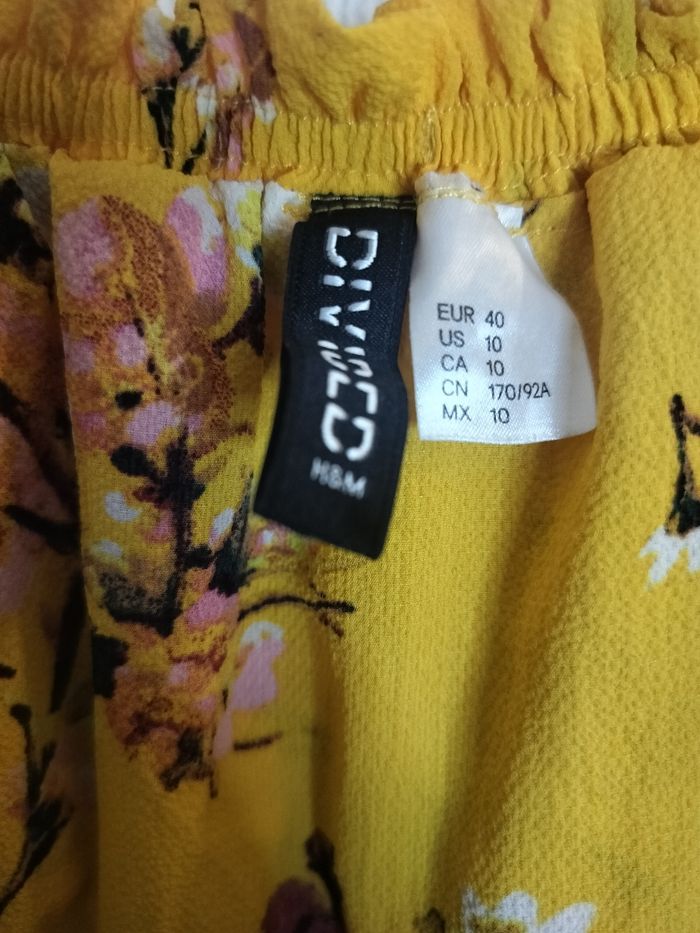 DIVIDED
H&M
EUR 40
US 10
CA 10
CN 170/92A
MX 10